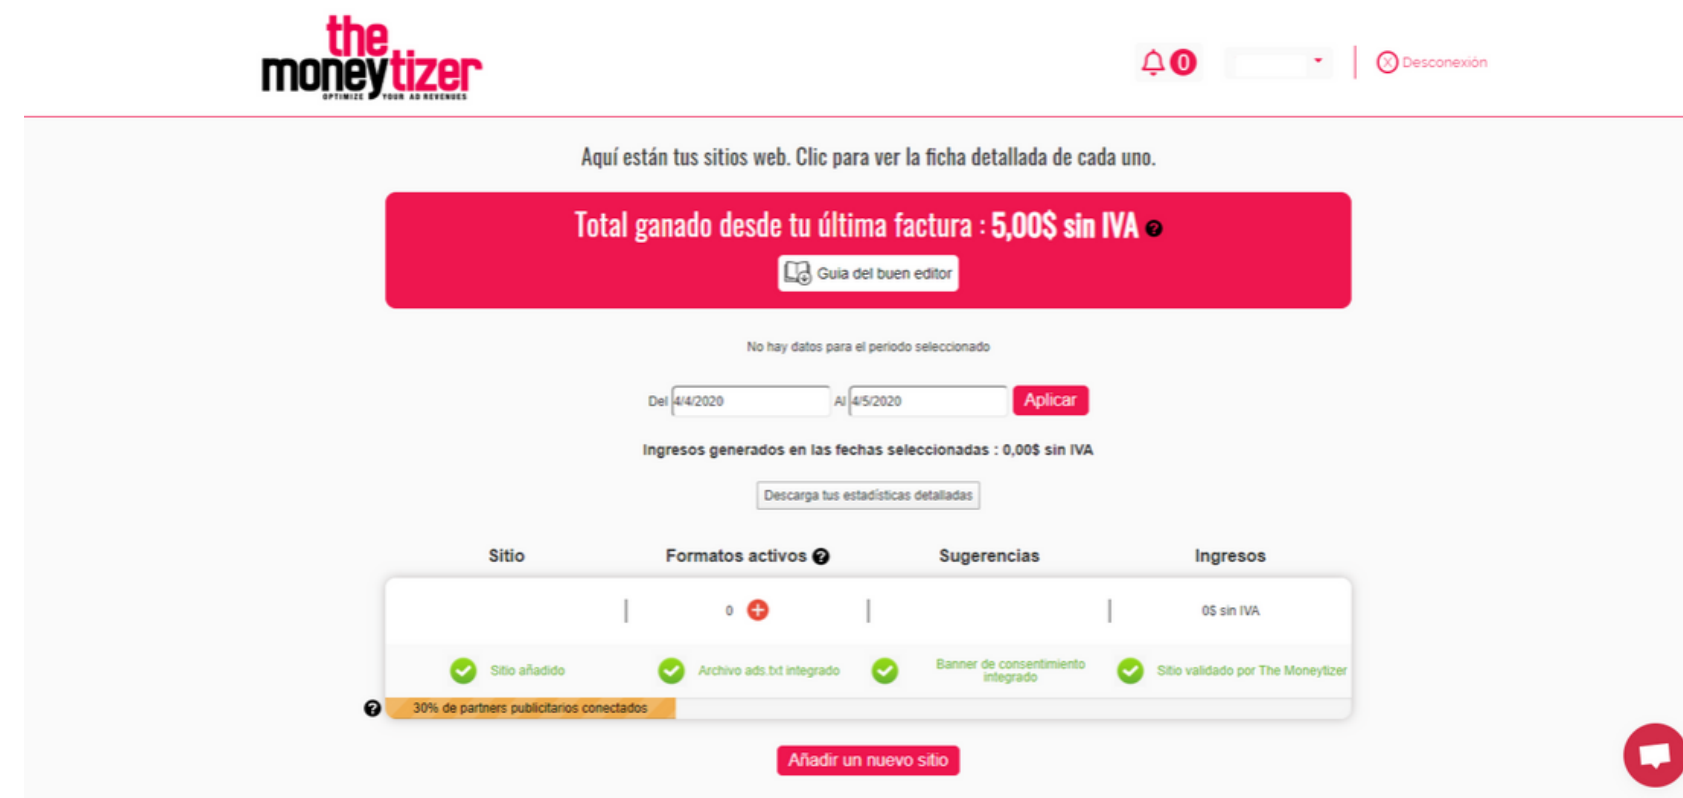 the
moneytizer
OPTIMIZE YOUR AD REVENUES
0
Desconexión
Aquí están tus sitios web. Clic para ver la ficha detallada de cada uno.
Total ganado desde tu última factura : 5,00$ sin IVA ?
Guia del buen editor
No hay datos para el periodo seleccionado
Del 4/4/2020 Al 4/5/2020 Aplicar
Ingresos generados en las fechas seleccionadas : 0,00$ sin IVA
Descarga tus estadísticas detalladas
Sitio Formatos activos ? Sugerencias Ingresos
0 0$ sin IVA
Sitio añadido Archivo ads.txt integrado Banner de consentimiento integrado Sitio validado por The Moneytizer
? 30% de partners publicitarios conectados
Añadir un nuevo sitio